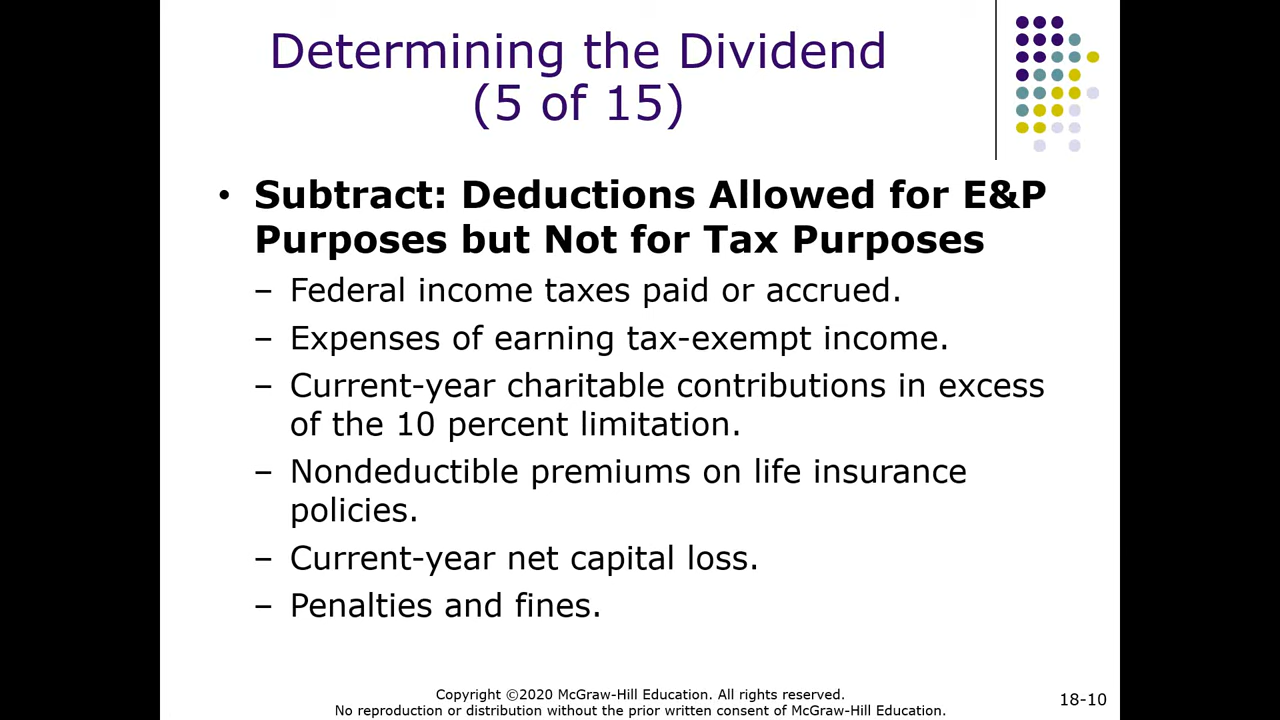 Determining the Dividend
(5 of 15)
• Subtract: Deductions Allowed for E&P
Purposes but Not for Tax Purposes
– Federal income taxes paid or accrued.
– Expenses of earning tax-exempt income.
– Current-year charitable contributions in excess
of the 10 percent limitation.
– Nondeductible premiums on life insurance
policies.
– Current-year net capital loss.
– Penalties and fines.
Copyright ©2020 McGraw-Hill Education. All rights reserved.
No reproduction or distribution without the prior written consent of McGraw-Hill Education.
18-10